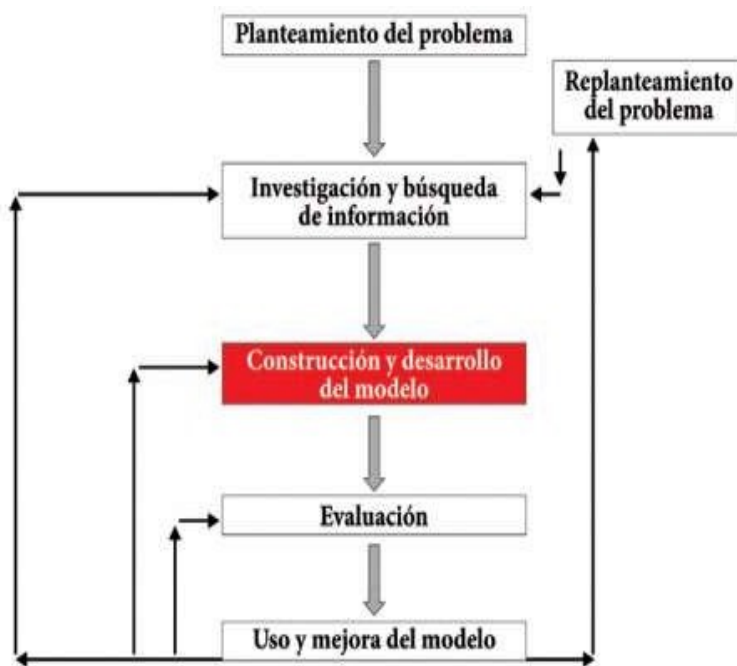 Planteamiento del problema
Replanteamiento
del problema
Investigación y búsqueda
de información
Construcción y desarrollo
del modelo
Evaluación
Uso y mejora del modelo